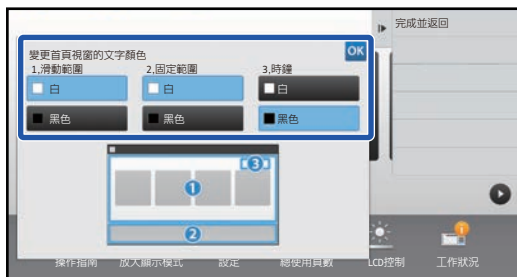 完成並返回
變更首頁視窗的文字顏色
OK
1,滑動範圍 2,固定範圍 3,時鐘
白 白 白
黑色 黑色 黑色
3
1
2
操作指南 放大顯示模式 設定 總使用頁數 LCD控制 工作狀況